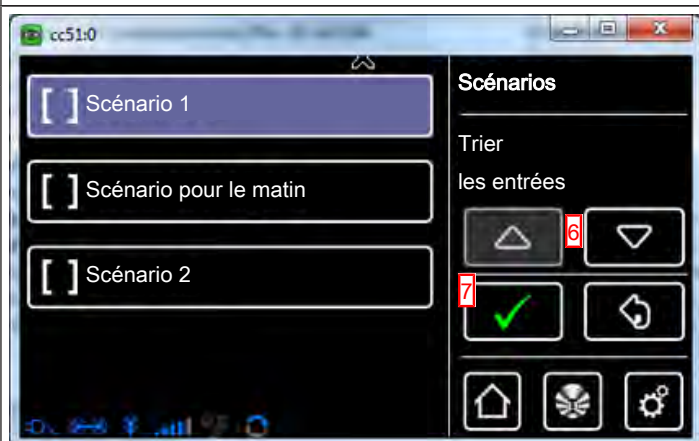 cc51:0
Scénario 1
Scénario pour le matin
Scénario 2
Scénarios
Trier
les entrées
6
7